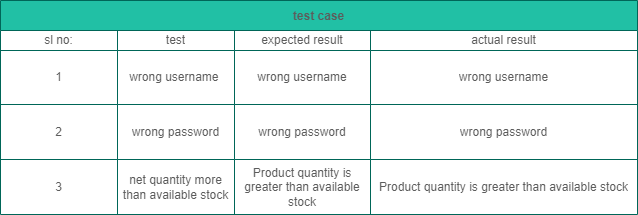 test case
sl no: test expected result actual result
1 wrong username wrong username wrong username
2 wrong password wrong password wrong password
3 net quantity more than available stock Product quantity is greater than available stock Product quantity is greater than available stock